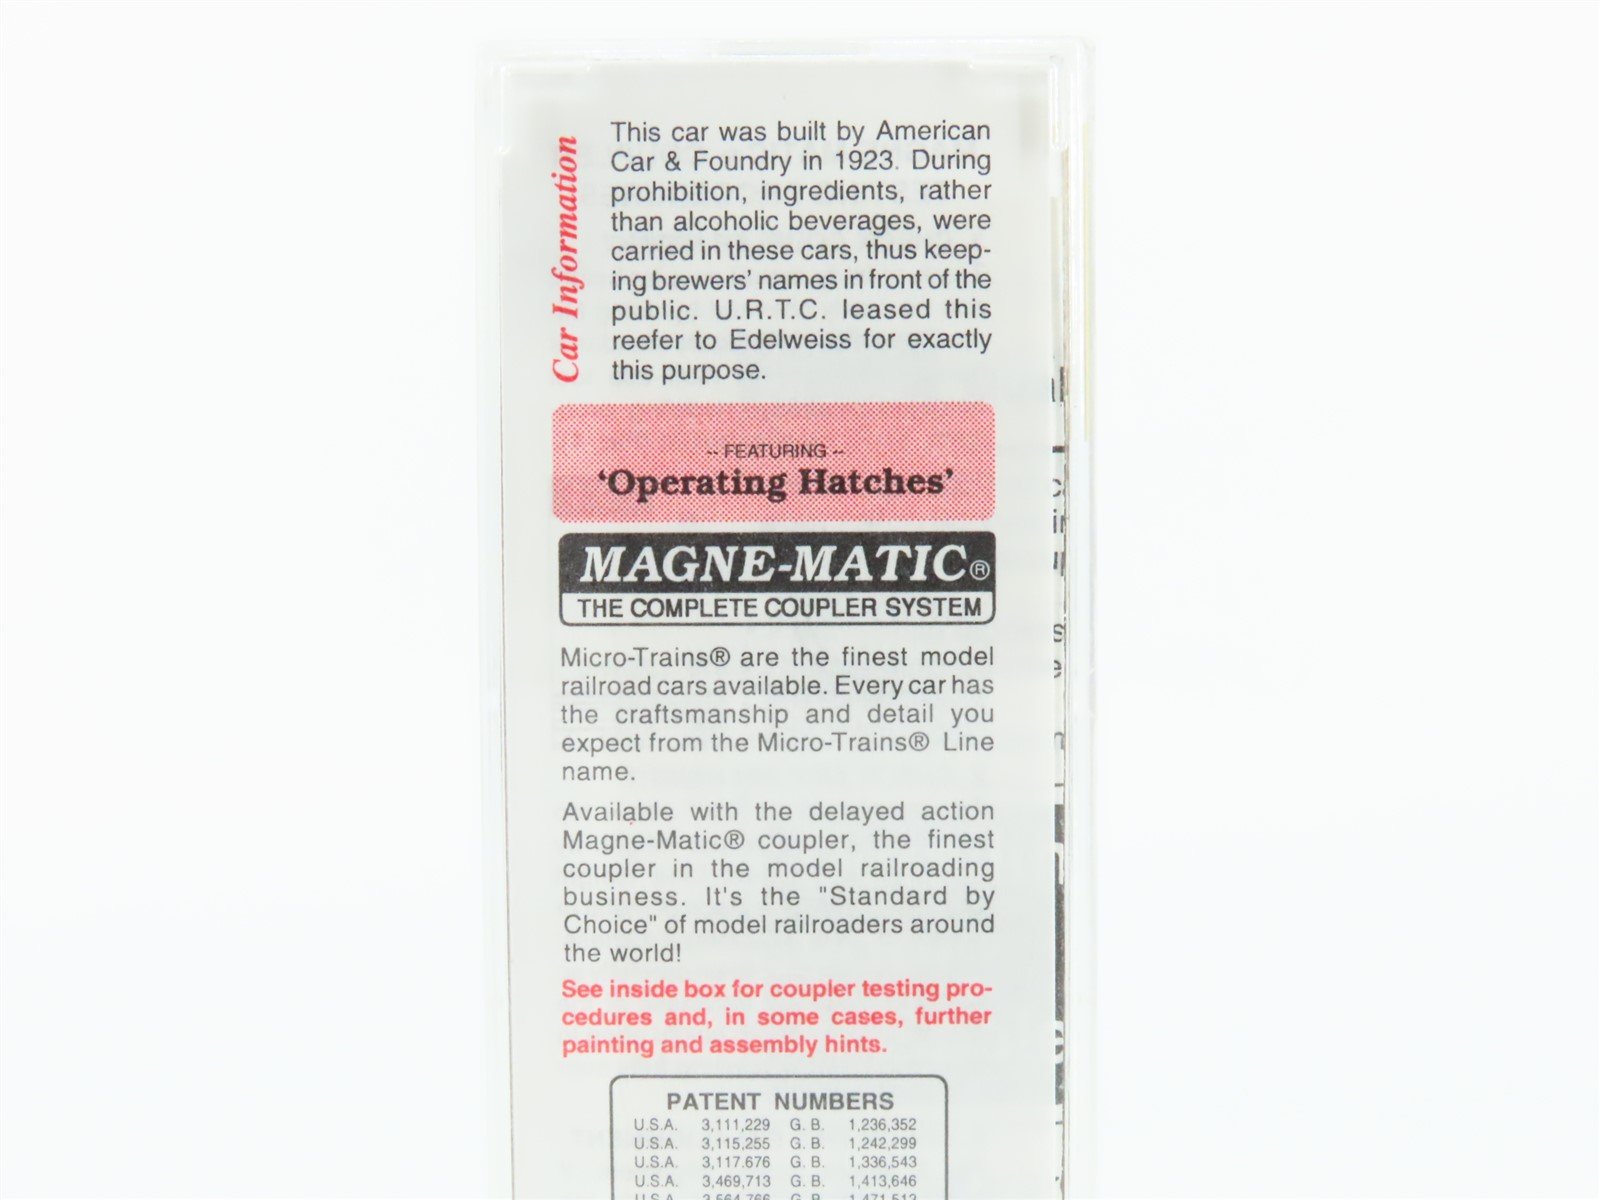 Car Information
This car was built by American
Car & Foundry in 1923. During
prohibition, ingredients, rather
than alcoholic beverages, were
carried in these cars, thus keep-
ing brewers' names in front of the
public. U.R.T.C. leased this
reefer to Edelweiss for exactly
this purpose.
-- FEATURING --
'Operating Hatches'
MAGNE-MATIC®
THE COMPLETE COUPLER SYSTEM
Micro-Trains® are the finest model
railroad cars available. Every car has
the craftsmanship and detail you
expect from the Micro-Trains® Line
name.
Available with the delayed action
Magne-Matic® coupler, the finest
coupler in the model railroading
business. It's the "Standard by
Choice" of model railroaders around
the world!
See inside box for coupler testing pro-
cedures and, in some cases, further
painting and assembly hints.
PATENT NUMBERS
U.S.A. 3,111,229 G. B. 1,236,352
U.S.A. 3,115,255 G. B. 1,242,299
U.S.A. 3,117.676 G. B. 1,336,543
U.S.A. 3,469,713 G. B. 1,413,646
U.S.A. 3,564,766 G. B. 1,471,513